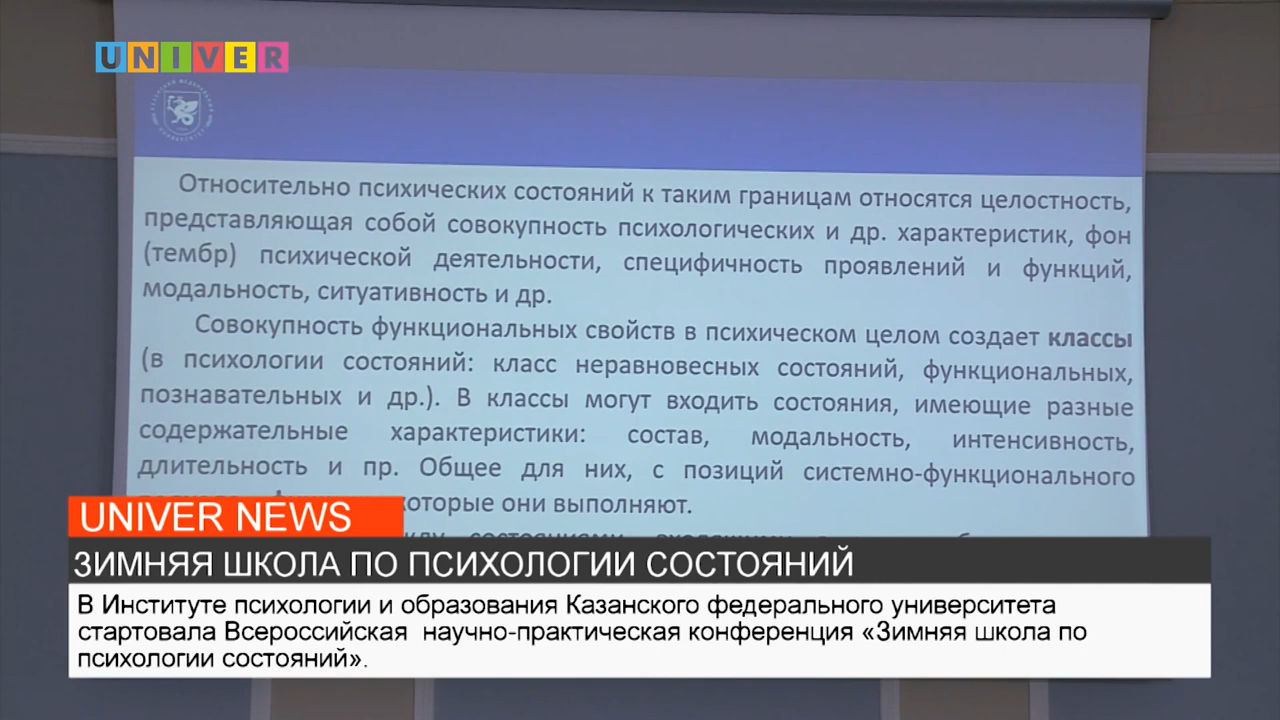 UNIVER
Относительно психических состояний к таким границам относятся целостность,
представляющая собой совокупность психологических и др. характеристик, фон
(тембр) психической деятельности, специфичность проявлений и функций,
модальность, ситуативность и др.
Совокупность функциональных свойств в психическом целом создает классы
(в психологии состояний: класс неравновесных состояний, функциональных,
познавательных и др.). В классы могут входить состояния, имеющие разные
содержательные характеристики: состав, модальность, интенсивность,
длительность и пр. Общее для них, с позиций системно-функционального
которые они выполняют.
UNIVER NEWS
ЗИМНЯЯ ШКОЛА ПО ПСИХОЛОГИИ СОСТОЯНИЙ
В Институте психологии и образования Казанского федерального университета
стартовала Всероссийская научно-практическая конференция «Зимняя школа по
психологии состояний».